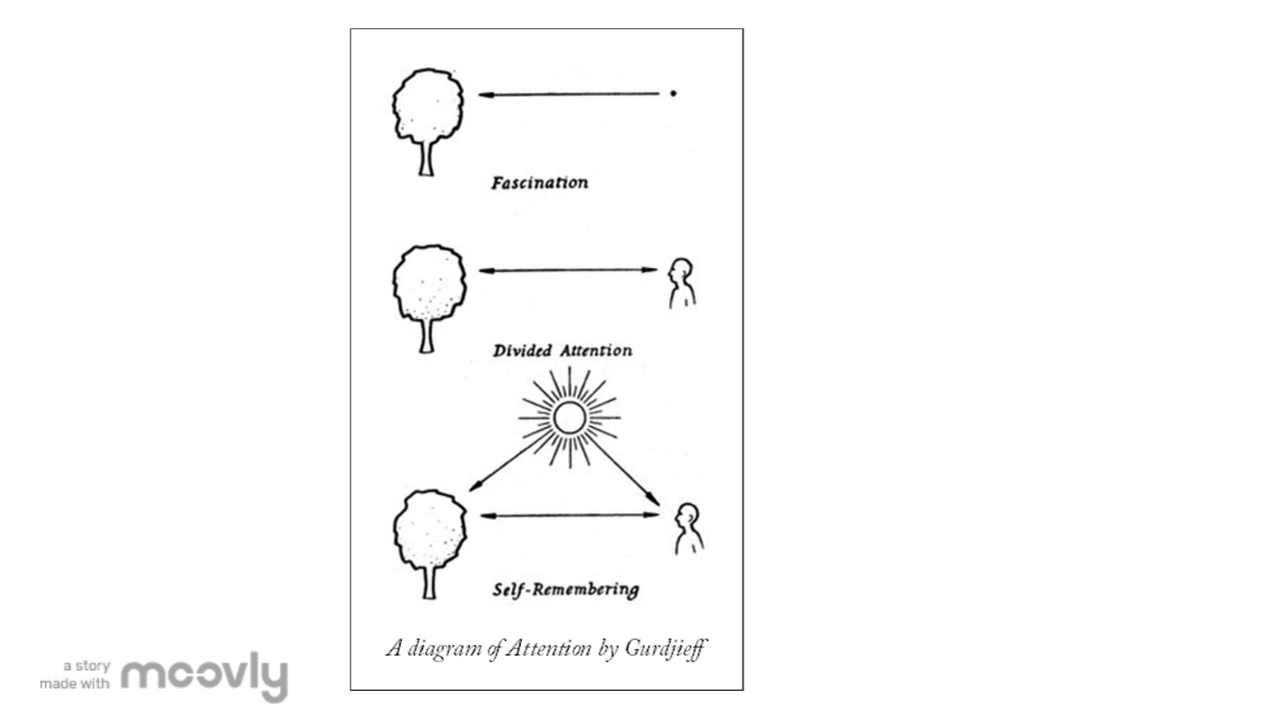 Fascination
Divided Attention
Self-Remembering
A diagram of Attention by Gurdjieff
a story
made with moovly